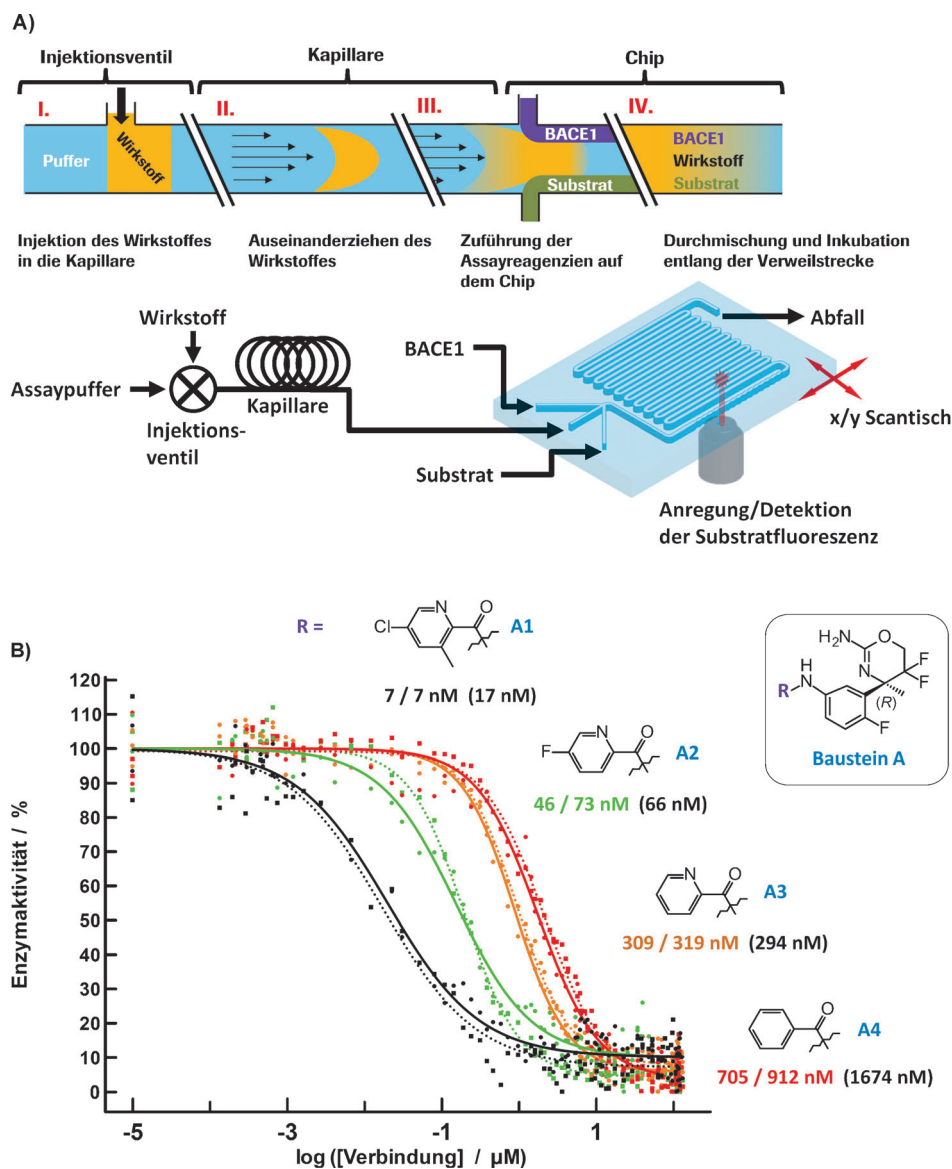 A)
Injektionsventil
Kapillare
Chip
I.
II.
III.
IV.
Puffer
Wirkstoff
BACE1
Substrat
BACE1
Wirkstoff
Substrat
Injektion des Wirkstoffes
in die Kapillare
Auseinanderziehen des
Wirkstoffes
Zuführung der
Assayreagenzien auf
dem Chip
Durchmischung und Inkubation
entlang der Verweilstrecke
Wirkstoff
Assaypuffer
Injektions-
ventil
Kapillare
BACE1
Substrat
Abfall
x/y Scantisch
Anregung/Detektion
der Substratfluoreszenz
B)
R =
Cl
N
O
A1
7 / 7 nM (17 nM)
F
N
O
A2
46 / 73 nM (66 nM)
N
O
A3
309 / 319 nM (294 nM)
O
A4
705 / 912 nM (1674 nM)
H2N
O
N
F
F
H
N
R
(R)
F
Baustein A
Enzymaktivität / %
120
110
100
90
80
70
60
50
40
30
20
10
0
-5
-3
-1
1
log ([Verbindung] / µM)